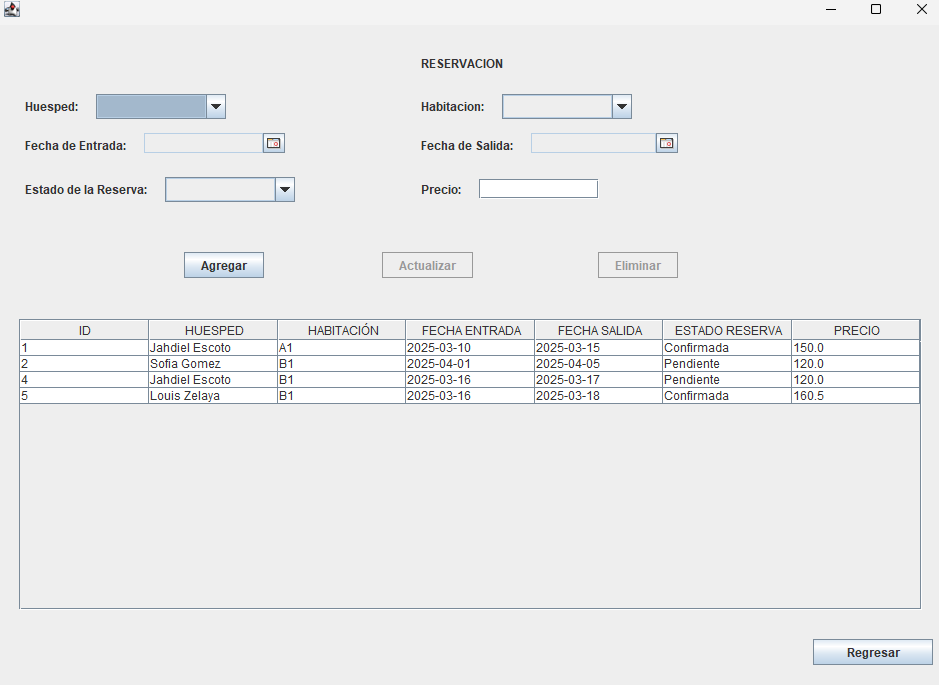 RESERVACION
Huesped: Habitacion:
Fecha de Entrada: Fecha de Salida:
Estado de la Reserva: Precio:
Agregar Actualizar Eliminar
ID HUESPED HABITACIÓN FECHA ENTRADA FECHA SALIDA ESTADO RESERVA PRECIO
1 Jahdiel Escoto A1 2025-03-10 2025-03-15 Confirmada 150.0
2 Sofia Gomez B1 2025-04-01 2025-04-05 Pendiente 120.0
4 Jahdiel Escoto B1 2025-03-16 2025-03-17 Pendiente 120.0
5 Louis Zelaya B1 2025-03-16 2025-03-18 Confirmada 160.5
Regresar